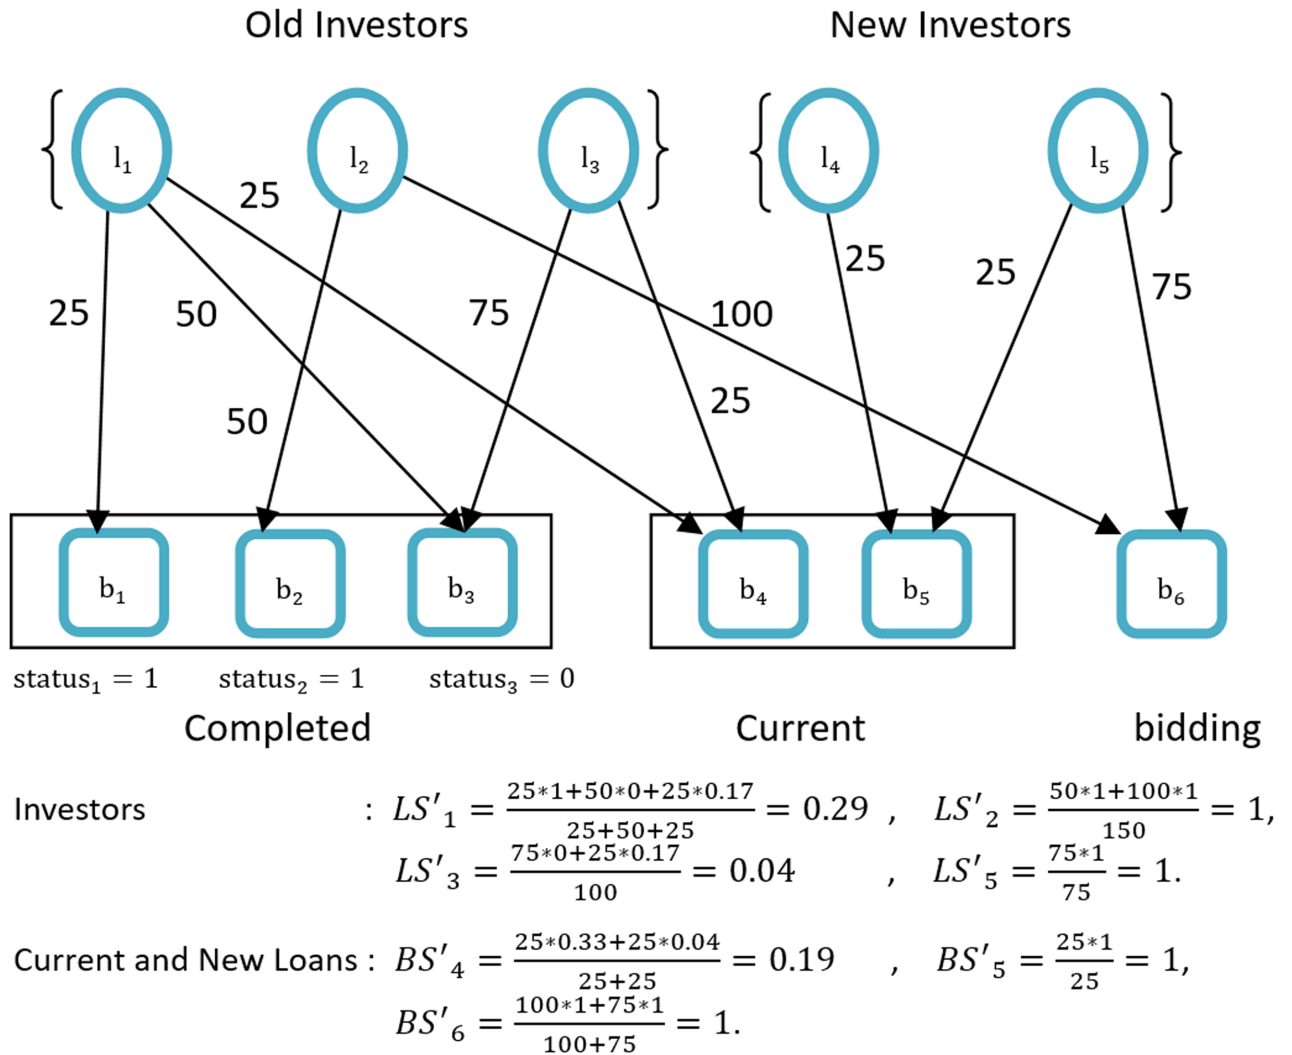 Old Investors New Investors
l₁ l₂ l₃ l₄ l₅
25
25 25 75
25 50 75 100
25
50
b₁ b₂ b₃ b₄ b₅ b₆
status₁ = 1 status₂ = 1 status₃ = 0
Completed Current bidding
Investors : LS′₁ = (25*1+50*0+25*0.17)/(25+50+25) = 0.29 , LS′₂ = (50*1+100*1)/150 = 1,
LS′₃ = (75*0+25*0.17)/100 = 0.04 , LS′₅ = (75*1)/75 = 1.
Current and New Loans : BS′₄ = (25*0.33+25*0.04)/(25+25) = 0.19 , BS′₅ = (25*1)/25 = 1,
BS′₆ = (100*1+75*1)/(100+75) = 1.